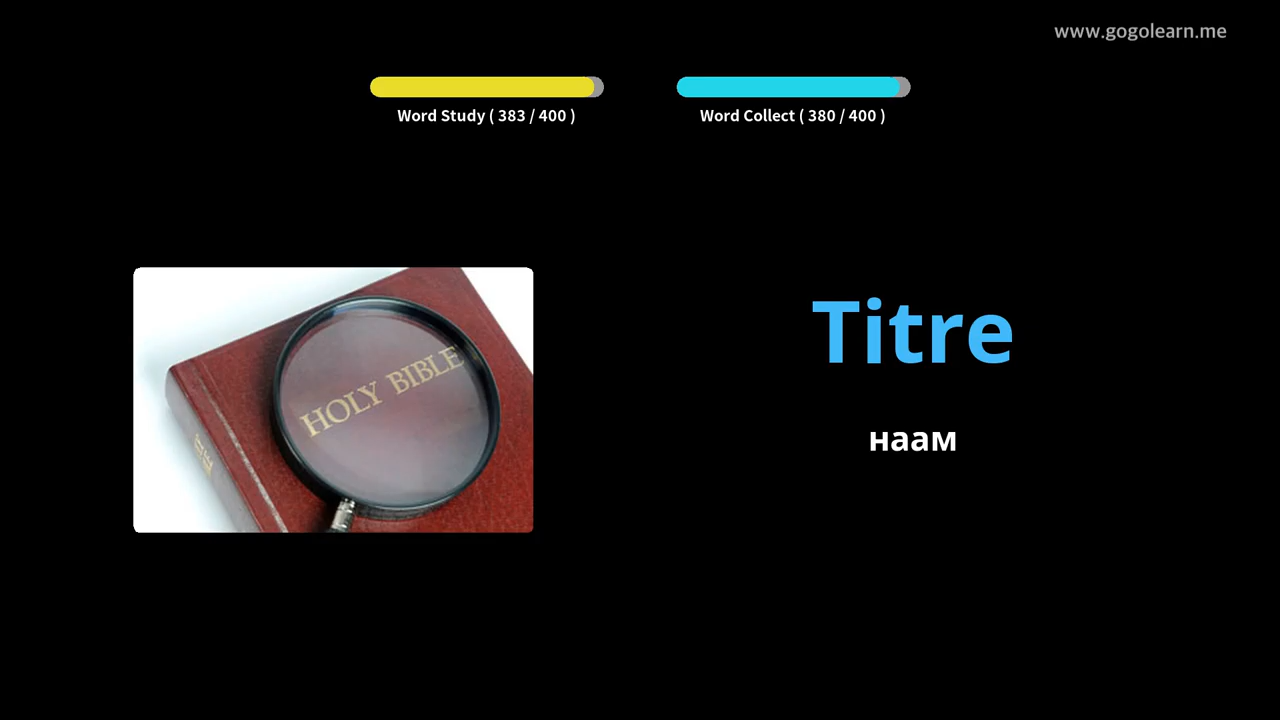 www.gogolearn.me
Word Study ( 383 / 400 )
Word Collect ( 380 / 400 )
HOLY BIBLE
Titre
наам